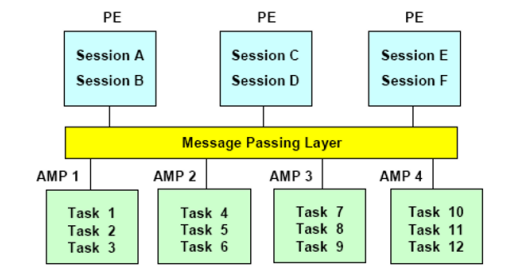 PE PE PE
Session A Session C Session E
Session B Session D Session F
Message Passing Layer
AMP 1 AMP 2 AMP 3 AMP 4
Task 1 Task 4 Task 7 Task 10
Task 2 Task 5 Task 8 Task 11
Task 3 Task 6 Task 9 Task 12